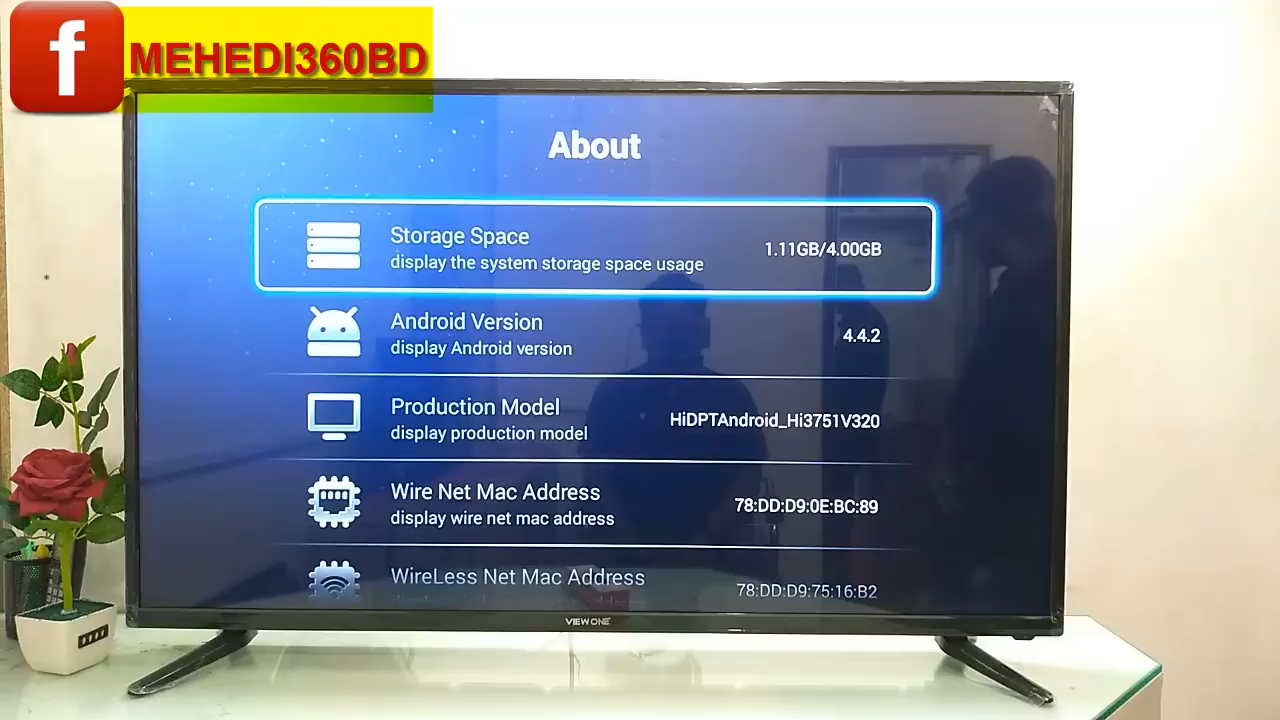 f
MEHEDI360BD
About
Storage Space
display the system storage space usage
1.11GB/4.00GB
Android Version
display Android version
4.4.2
Production Model
display production model
HiDPTAndroid_Hi3751V320
Wire Net Mac Address
display wire net mac address
78:DD:D9:0E:BC:89
WireLess Net Mac Address
78:DD:D9:75:16:B2
VIEW ONE